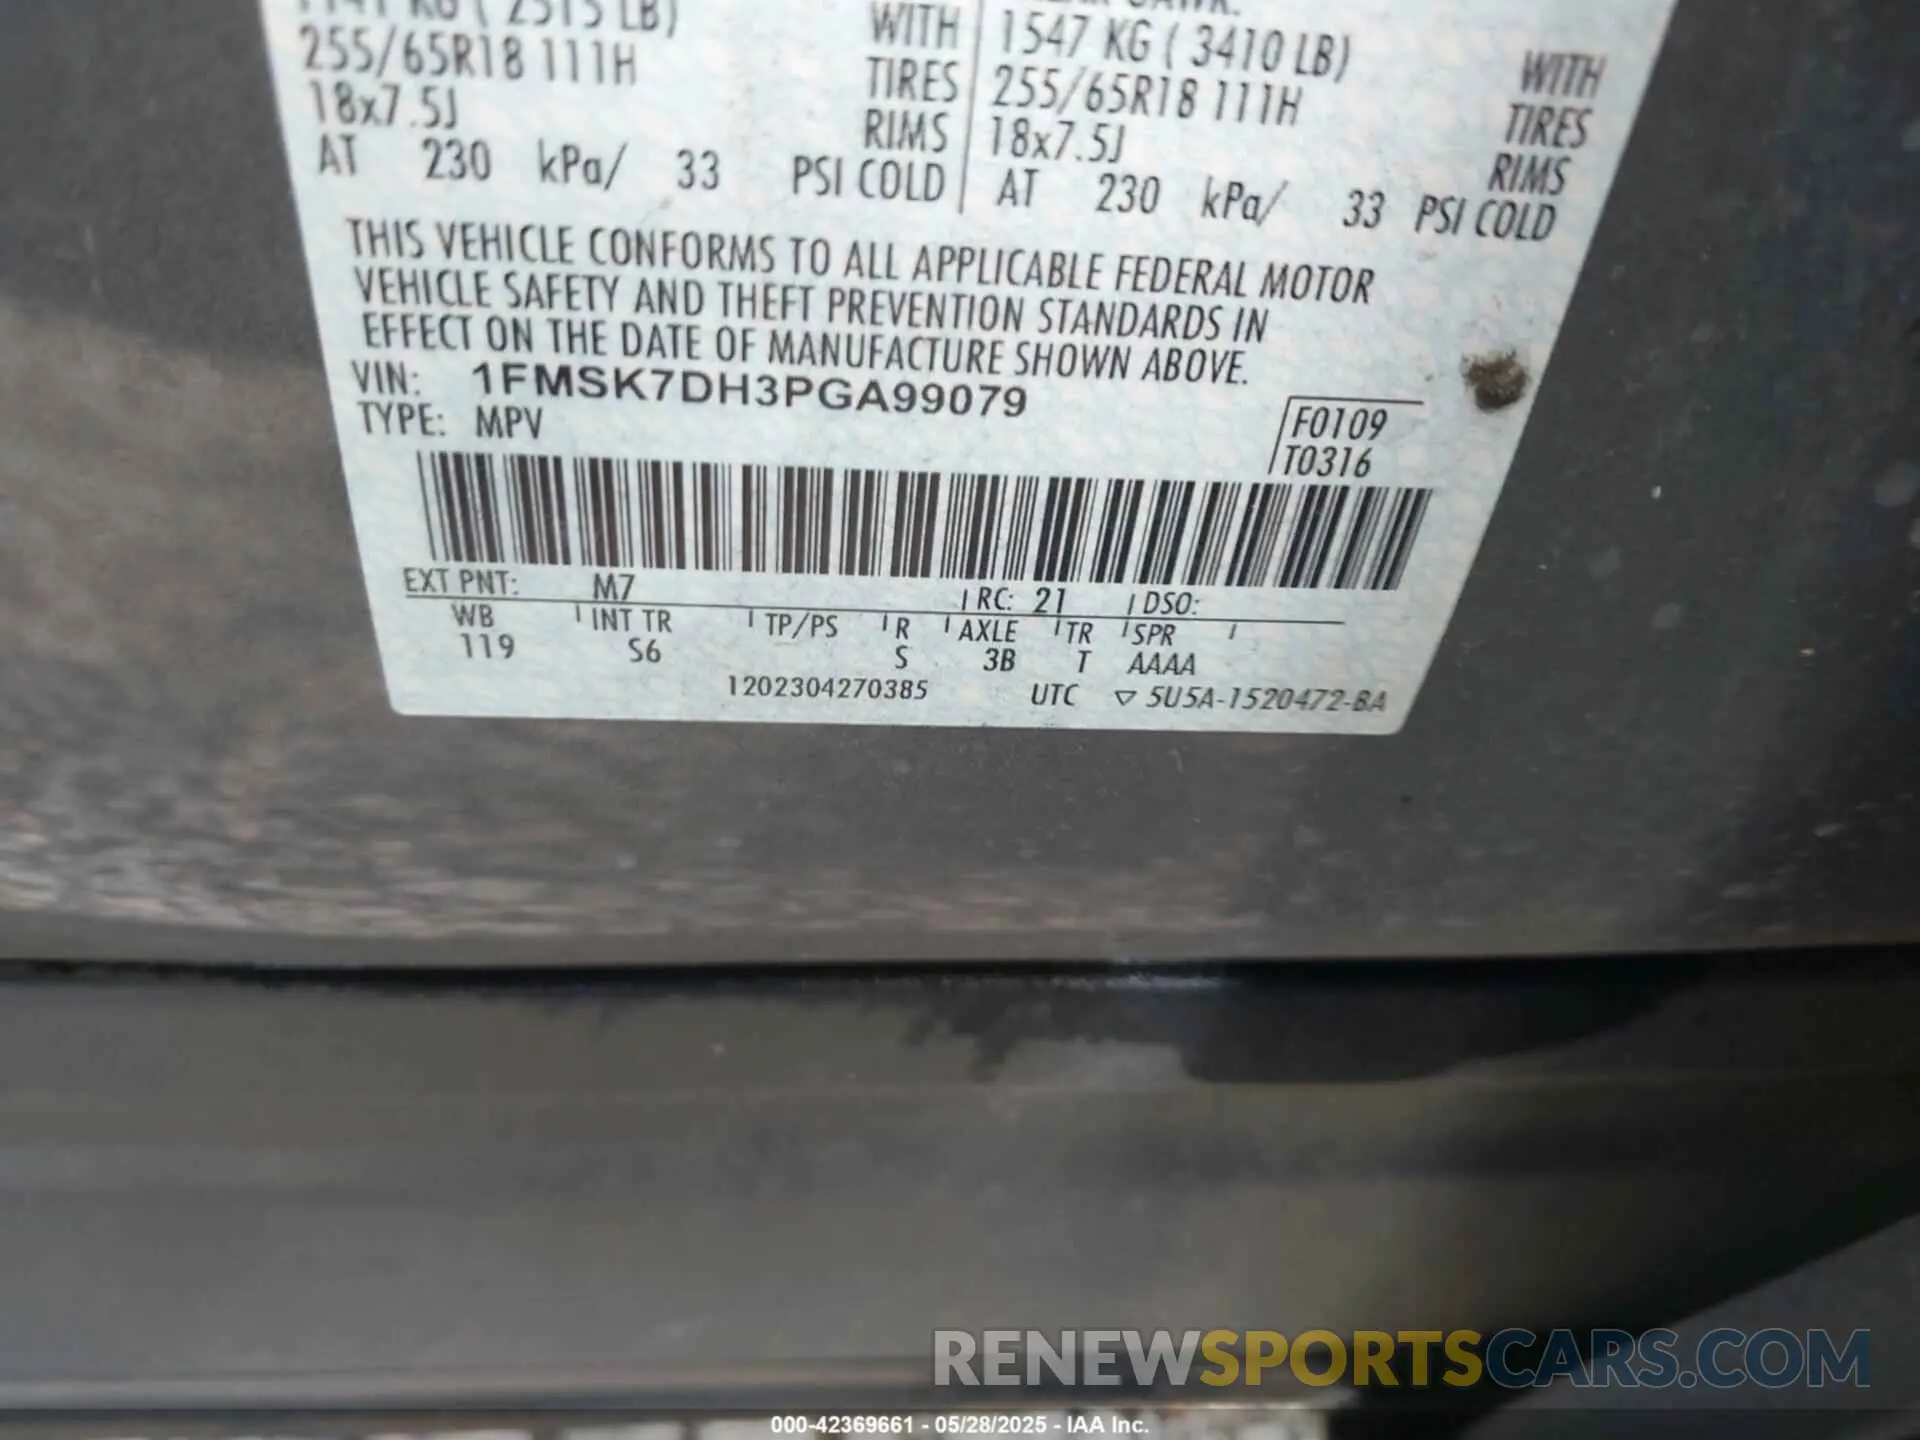 1141 KG ( 2515 LB) WITH 1547 KG ( 3410 LB) WITH
255/65R18 111H TIRES 255/65R18 111H TIRES
18x7.5J RIMS 18x7.5J RIMS
AT 230 kPa/ 33 PSI COLD AT 230 kPa/ 33 PSI COLD
THIS VEHICLE CONFORMS TO ALL APPLICABLE FEDERAL MOTOR
VEHICLE SAFETY AND THEFT PREVENTION STANDARDS IN
EFFECT ON THE DATE OF MANUFACTURE SHOWN ABOVE.
VIN: 1FMSK7DH3PGA99079
TYPE: MPV
F0109
T0316
EXT PNT: M7 RC: 21 DSO:
WB INT TR TP/PS R AXLE TR SPR
119 S6 S 3B T AAAA
1202304270385 UTC ▽ 5U5A-1520472-BA
RENEWSPORTSCARS.COM
000-42369661 - 05/28/2025 - IAA Inc.